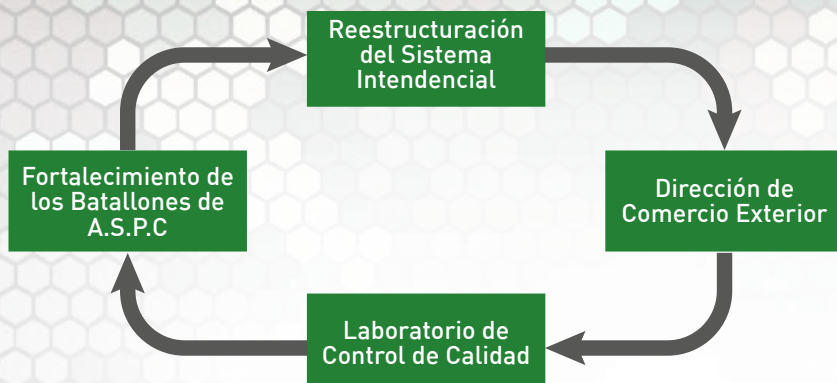 Reestructuración
del Sistema
Intendencial
Fortalecimiento de
los Batallones de
A.S.P.C
Dirección de
Comercio Exterior
Laboratorio de
Control de Calidad